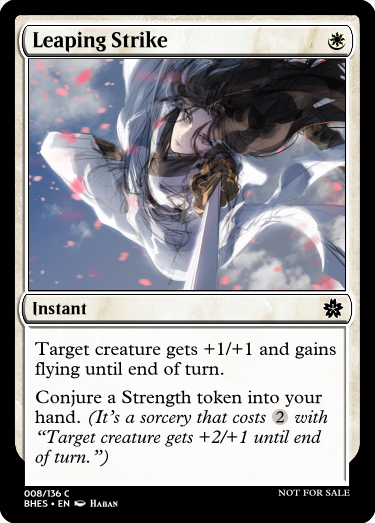 Leaping Strike
Instant
Target creature gets +1/+1 and gains
flying until end of turn.
Conjure a Strength token into your
hand. (It's a sorcery that costs 2 with
“Target creature gets +2/+1 until end
of turn.”)
008/136 C
NOT FOR SALE
BHES • EN Haban